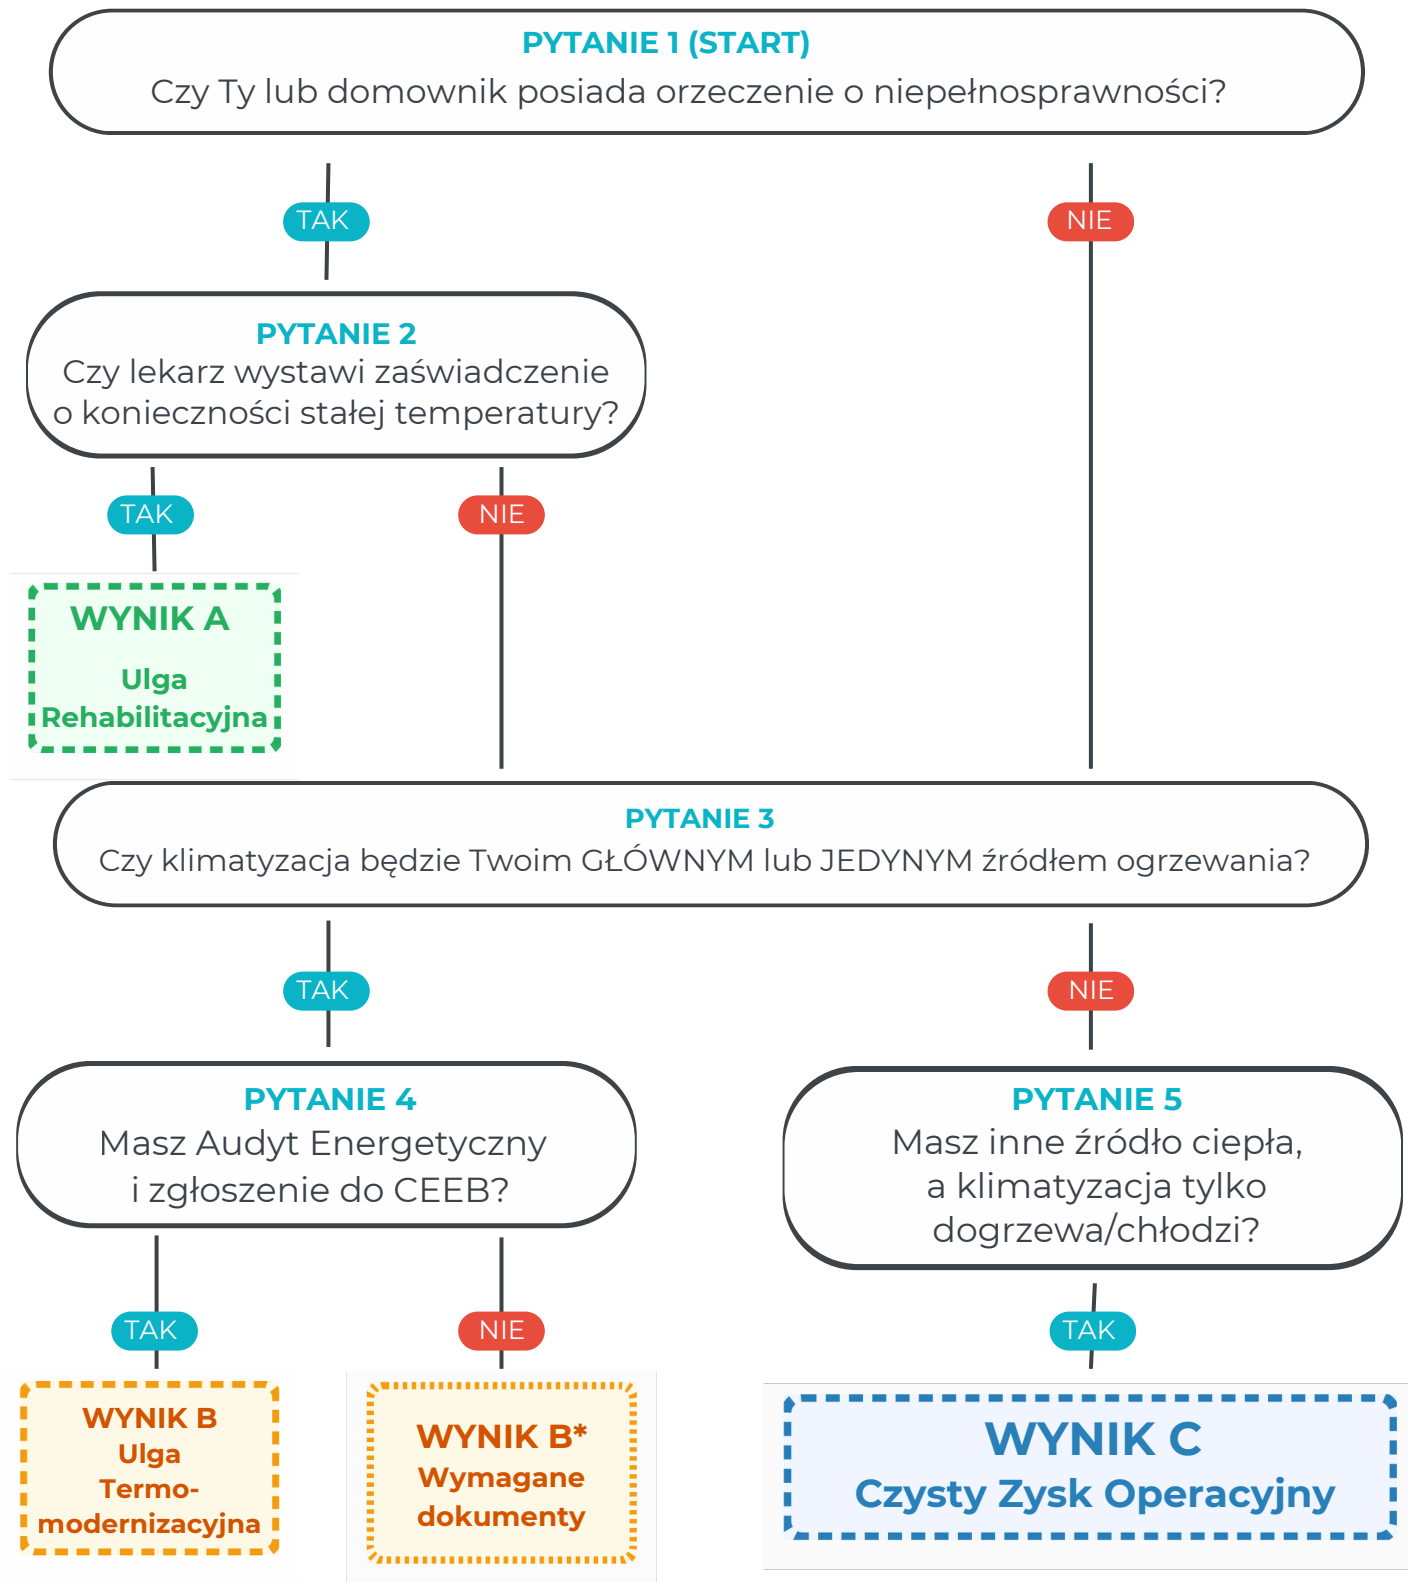 PYTANIE 1 (START)
Czy Ty lub domownik posiada orzeczenie o niepełnosprawności?
TAK
NIE
PYTANIE 2
Czy lekarz wystawi zaświadczenie
o konieczności stałej temperatury?
TAK
NIE
WYNIK A
Ulga
Rehabilitacyjna
PYTANIE 3
Czy klimatyzacja będzie Twoim GŁÓWNYM lub JEDYNYM źródłem ogrzewania?
TAK
NIE
PYTANIE 4
Masz Audyt Energetyczny
i zgłoszenie do CEEB?
PYTANIE 5
Masz inne źródło ciepła,
a klimatyzacja tylko
dogrzewa/chłodzi?
TAK
NIE
TAK
WYNIK B
Ulga
Termo-
modernizacyjna
WYNIK B*
Wymagane
dokumenty
WYNIK C
Czysty Zysk Operacyjny